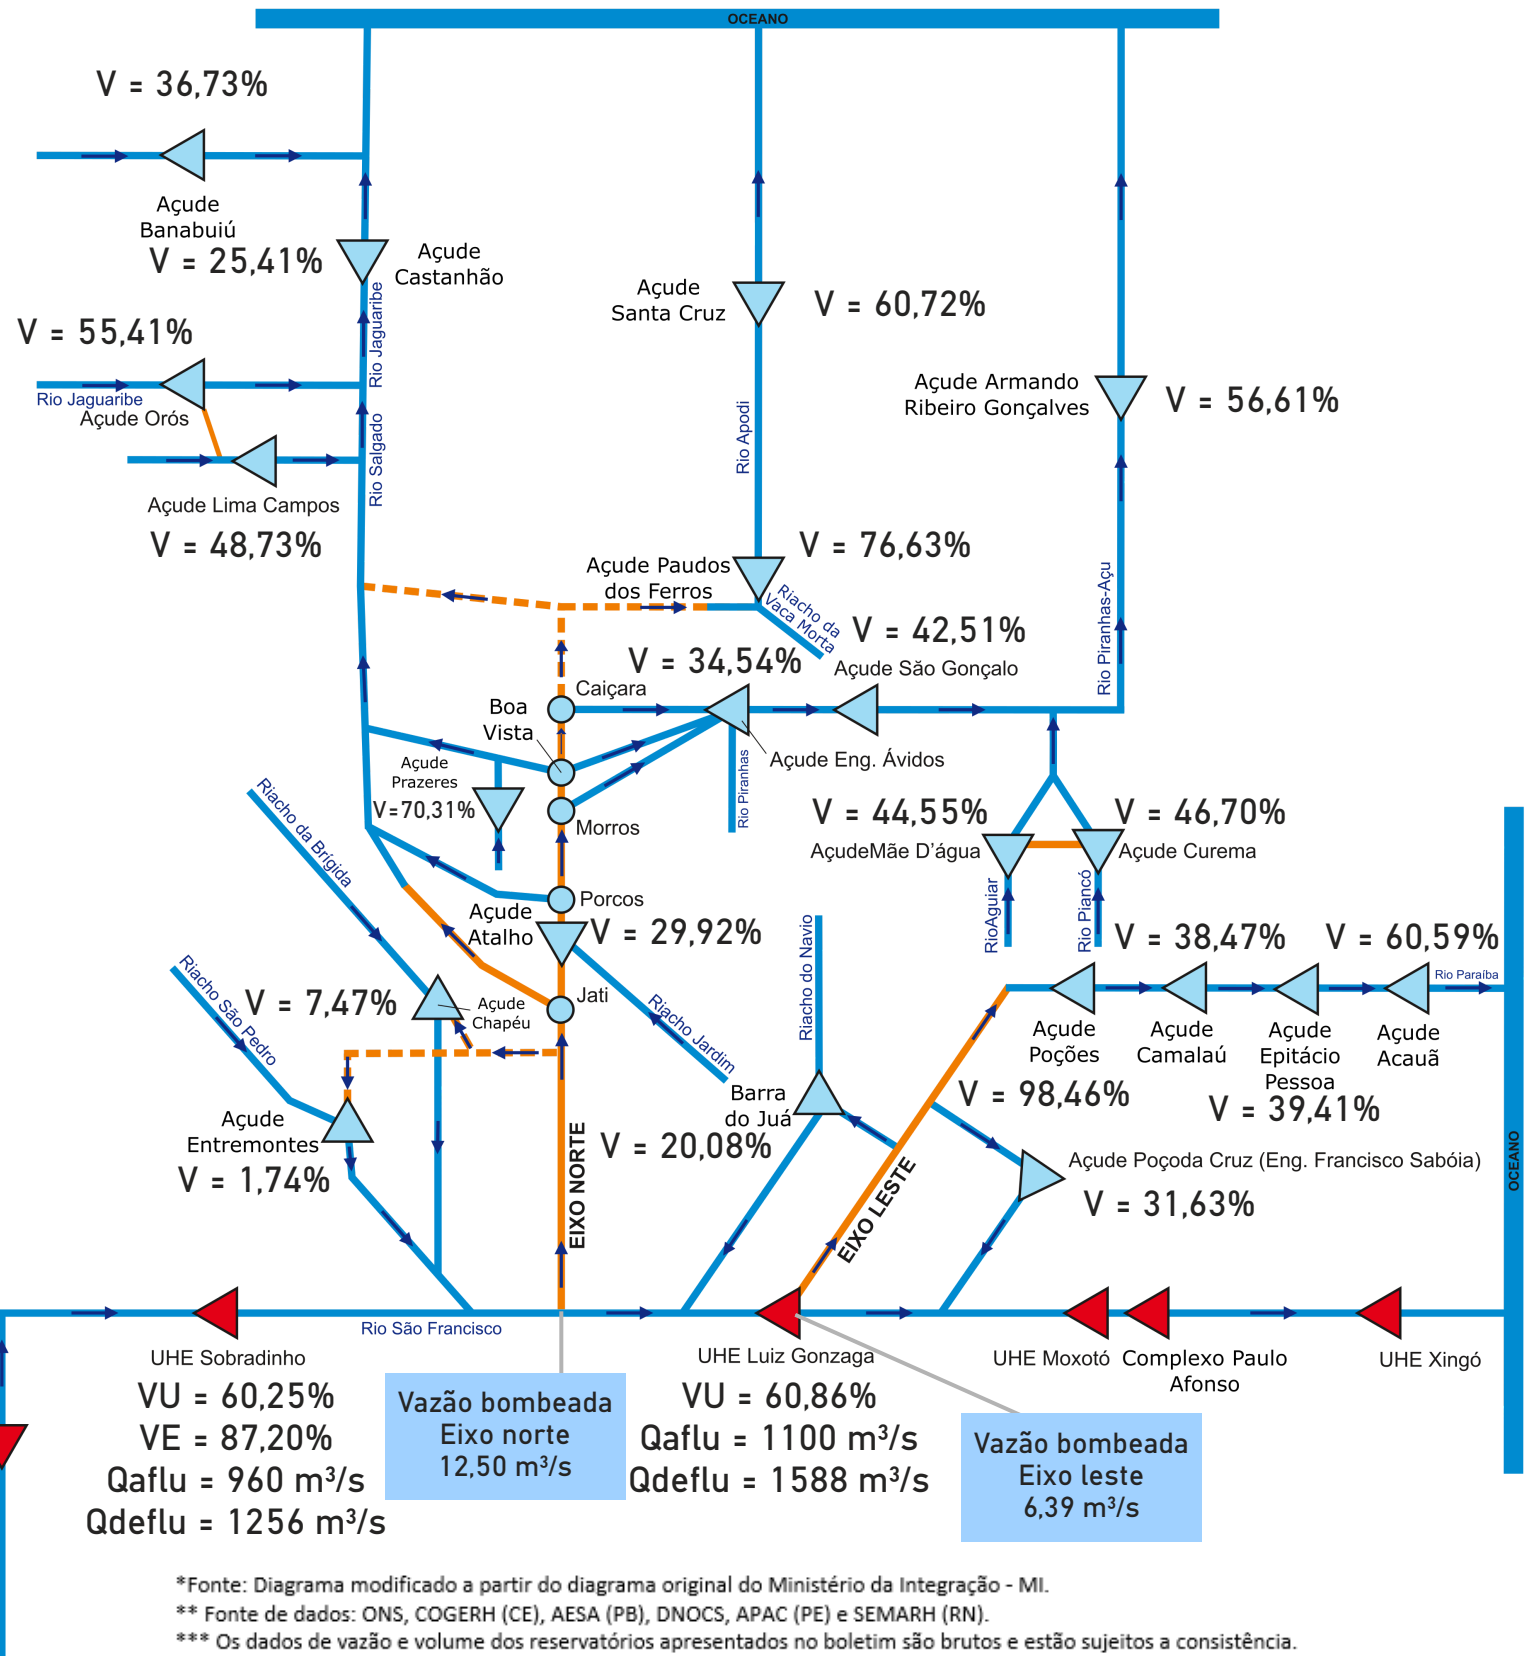 OCEANO
V = 36,73%
Açude
Banabuiú
V = 25,41%
Açude
Castanhão
Rio Jaguaribe
Açude
Santa Cruz
V = 60,72%
V = 55,41%
Rio Jaguaribe
Açude Orós
Açude Armando
Ribeiro Gonçalves
V = 56,61%
Rio Salgado
Rio Apodi
Açude Lima Campos
V = 48,73%
V = 76,63%
Açude Paudos
dos Ferros
Riacho da
Vaca Morta
Rio Piranhas-Açu
V = 42,51%
V = 34,54%
Açude São Gonçalo
Caiçara
Boa
Vista
Açude Eng. Ávidos
Rio Piranhas
Açude
Prazeres
V=70,31%
Morros
Riacho da Brígida
V = 44,55%
V = 46,70%
AçudeMãe D'água
Açude Curema
RioAguiar
Rio Piancó
Porcos
Açude
Atalho
V = 29,92%
Riacho do Navio
V = 38,47%
V = 60,59%
Rio Paraíba
Riacho São Pedro
V = 7,47%
Açude
Chapéu
Jati
Riacho Jardim
Açude
Poções
Açude
Camalaú
Açude
Epitácio
Pessoa
Açude
Acauã
V = 98,46%
V = 39,41%
Barra
do Juá
V = 20,08%
Açude
Entremontes
V = 1,74%
EIXO NORTE
EIXO LESTE
Açude Poçoda Cruz (Eng. Francisco Sabóia)
V = 31,63%
OCEANO
Rio São Francisco
UHE Sobradinho
VU = 60,25%
VE = 87,20%
Qaflu = 960 m³/s
Qdeflu = 1256 m³/s
Vazão bombeada
Eixo norte
12,50 m³/s
UHE Luiz Gonzaga
VU = 60,86%
Qaflu = 1100 m³/s
Qdeflu = 1588 m³/s
Vazão bombeada
Eixo leste
6,39 m³/s
UHE Moxotó
Complexo Paulo
Afonso
UHE Xingó
*Fonte: Diagrama modificado a partir do diagrama original do Ministério da Integração - MI.
** Fonte de dados: ONS, COGERH (CE), AESA (PB), DNOCS, APAC (PE) e SEMARH (RN).
*** Os dados de vazão e volume dos reservatórios apresentados no boletim são brutos e estão sujeitos a consistência.